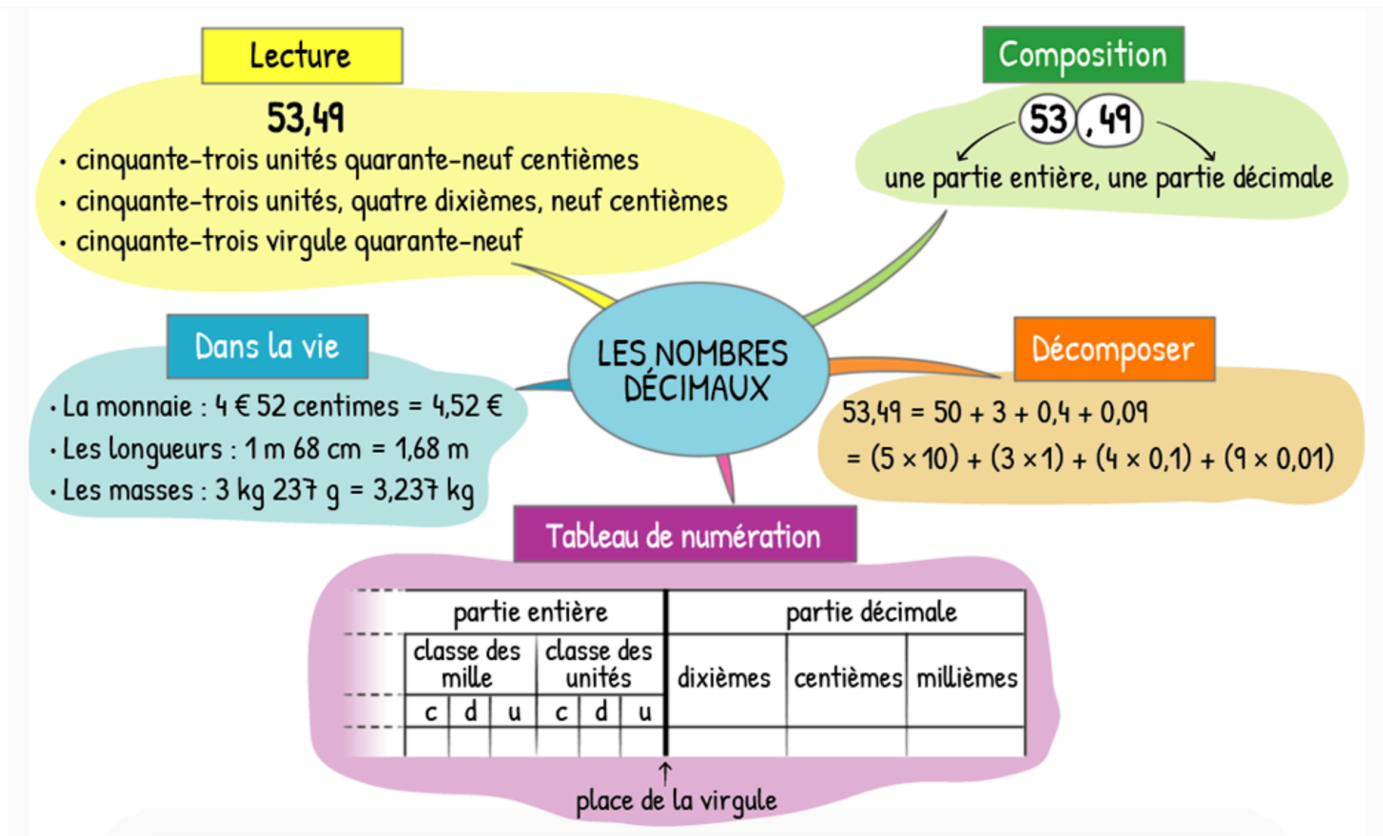 Lecture
53,49
• cinquante-trois unités quarante-neuf centièmes
• cinquante-trois unités, quatre dixièmes, neuf centièmes
• cinquante-trois virgule quarante-neuf
Composition
53 , 49
une partie entière, une partie décimale
LES NOMBRES
DÉCIMAUX
Dans la vie
• La monnaie : 4 € 52 centimes = 4,52 €
• Les longueurs : 1 m 68 cm = 1,68 m
• Les masses : 3 kg 237 g = 3,237 kg
Décomposer
53,49 = 50 + 3 + 0,4 + 0,09
= (5 × 10) + (3 × 1) + (4 × 0,1) + (9 × 0,01)
Tableau de numération
partie entière partie décimale
classe des classe des
mille unités dixièmes centièmes millièmes
c d u c d u
↑
place de la virgule